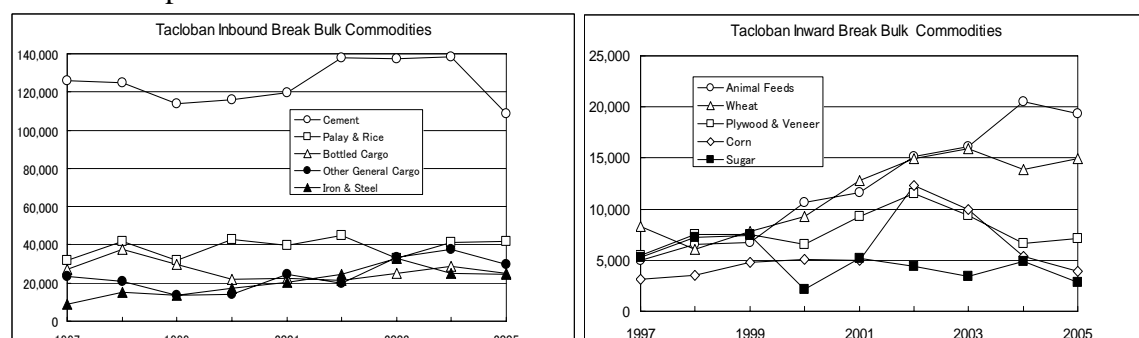 Tacloban Inbound Break Bulk Commodities
140,000
120,000
100,000
80,000
60,000
40,000
20,000
0
Cement
Palay & Rice
Bottled Cargo
Other General Cargo
Iron & Steel
Tacloban Inward Break Bulk Commodities
25,000
20,000
15,000
10,000
5,000
0
Animal Feeds
Wheat
Plywood & Veneer
Corn
Sugar
1997 1999 2001 2003 2005